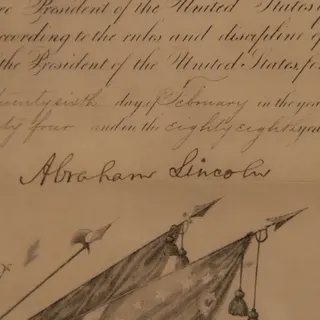 President of the United States
according to the rules and discipline of
the President of the United States, for
twenty sixth day of February in the year
four and in the eighty eighth year
Abraham Lincoln